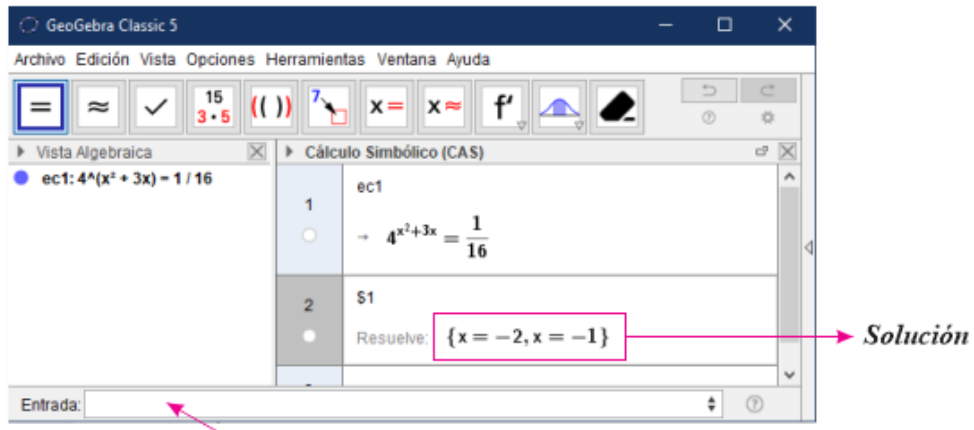 GeoGebra Classic 5
Archivo Edición Vista Opciones Herramientas Ventana Ayuda
= ≈ ✓ 15 3·5 (( )) 7 x= x≈ f′
Vista Algebraica
ec1: 4^(x² + 3x) = 1 / 16
Cálculo Simbólico (CAS)
1
ec1
→ 4^{x²+3x} = 1/16
2
$1
Resuelve: {x = −2, x = −1}
Solución
Entrada: